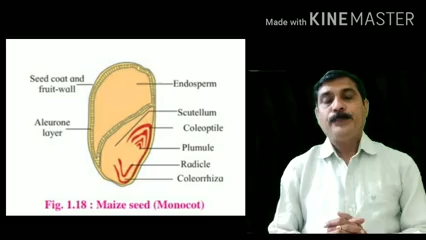 Made with KINEMASTER
Seed coat and
fruit-wall
Aleurone
layer
Endosperm
Scutellum
Coleoptile
Plumule
Radicle
Coleorrhiza
Fig. 1.18 : Maize seed (Monocot)